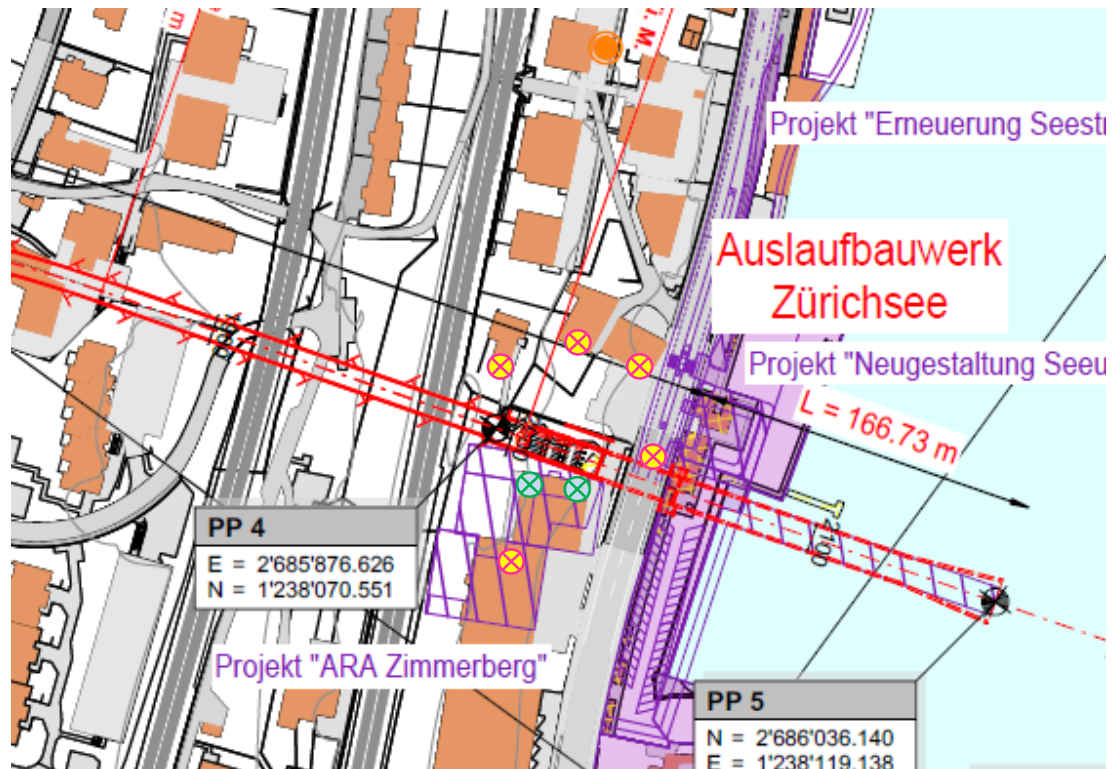 m
ü. M.
Projekt "Erneuerung Seestr
Auslaufbauwerk
Zürichsee
Projekt "Neugestaltung Seeu
L = 166.73 m
2100
PP 4
E = 2'685'876.626
N = 1'238'070.551
Projekt "ARA Zimmerberg"
PP 5
N = 2'686'036.140
E = 1'238'119.138